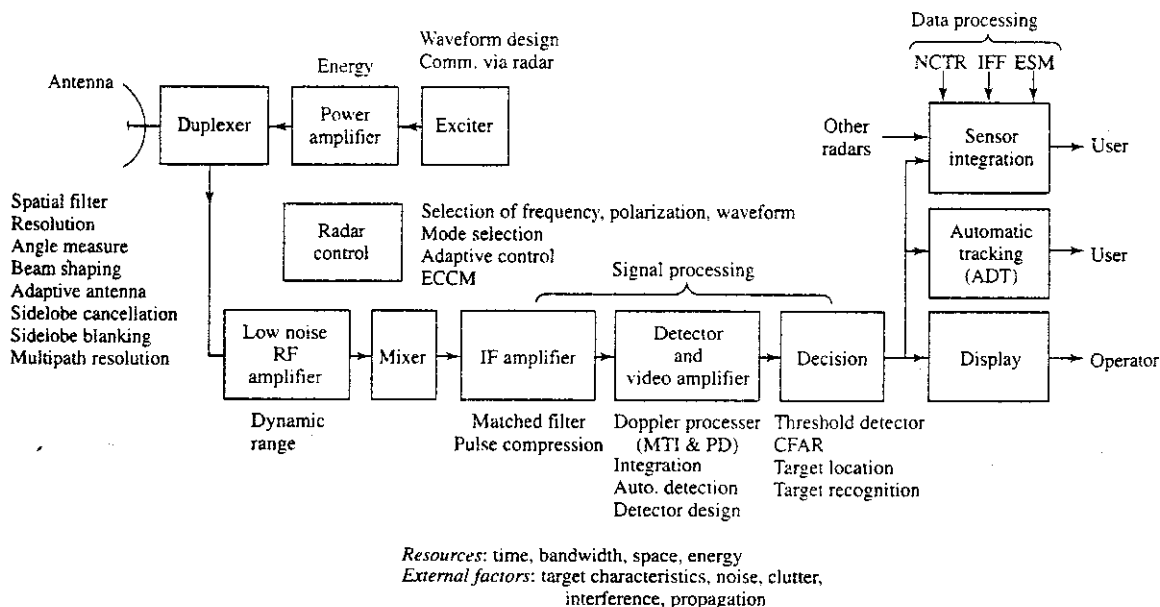 Data processing
NCTR IFF ESM
Waveform design
Comm. via radar
Energy
Antenna
Duplexer
Power
amplifier
Exciter
Other
radars
Sensor
integration
User
Spatial filter
Resolution
Angle measure
Beam shaping
Adaptive antenna
Sidelobe cancellation
Sidelobe blanking
Multipath resolution
Radar
control
Selection of frequency, polarization, waveform
Mode selection
Adaptive control
ECCM
Signal processing
Automatic
tracking
(ADT)
User
Low noise
RF
amplifier
Mixer
IF amplifier
Detector
and
video amplifier
Decision
Display
Operator
Dynamic
range
Matched filter
Pulse compression
Doppler processer
(MTI & PD)
Integration
Auto. detection
Detector design
Threshold detector
CFAR
Target location
Target recognition
Resources: time, bandwidth, space, energy
External factors: target characteristics, noise, clutter,
interference, propagation